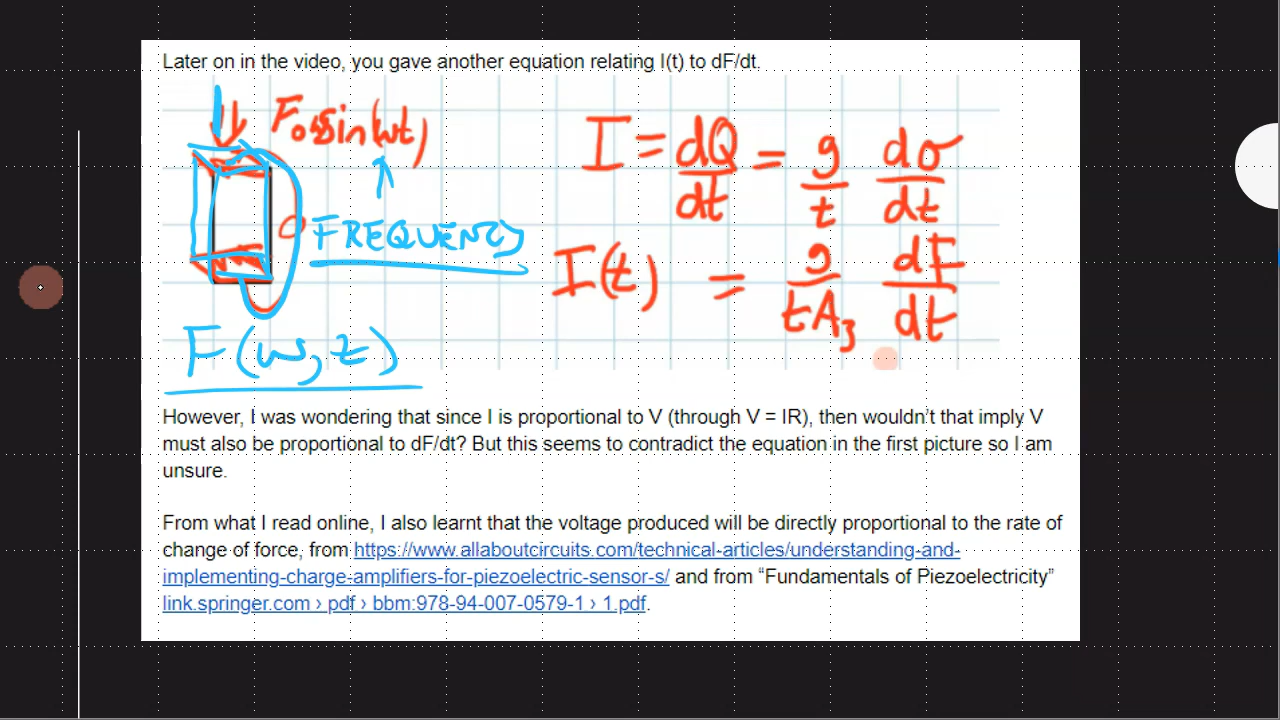 Later on in the video, you gave another equation relating I(t) to dF/dt.
F₀ sin(ωt)
I = dQ/dt = g/t dσ/dt
FREQUENCY
I(t) = g/tA₃ dF/dt
F(ω, t)
However, I was wondering that since I is proportional to V (through V = IR), then wouldn't that imply V
must also be proportional to dF/dt? But this seems to contradict the equation in the first picture so I am
unsure.
From what I read online, I also learnt that the voltage produced will be directly proportional to the rate of
change of force, from https://www.allaboutcircuits.com/technical-articles/understanding-and-
implementing-charge-amplifiers-for-piezoelectric-sensor-s/ and from “Fundamentals of Piezoelectricity”
link.springer.com › pdf › bbm:978-94-007-0579-1 › 1.pdf.